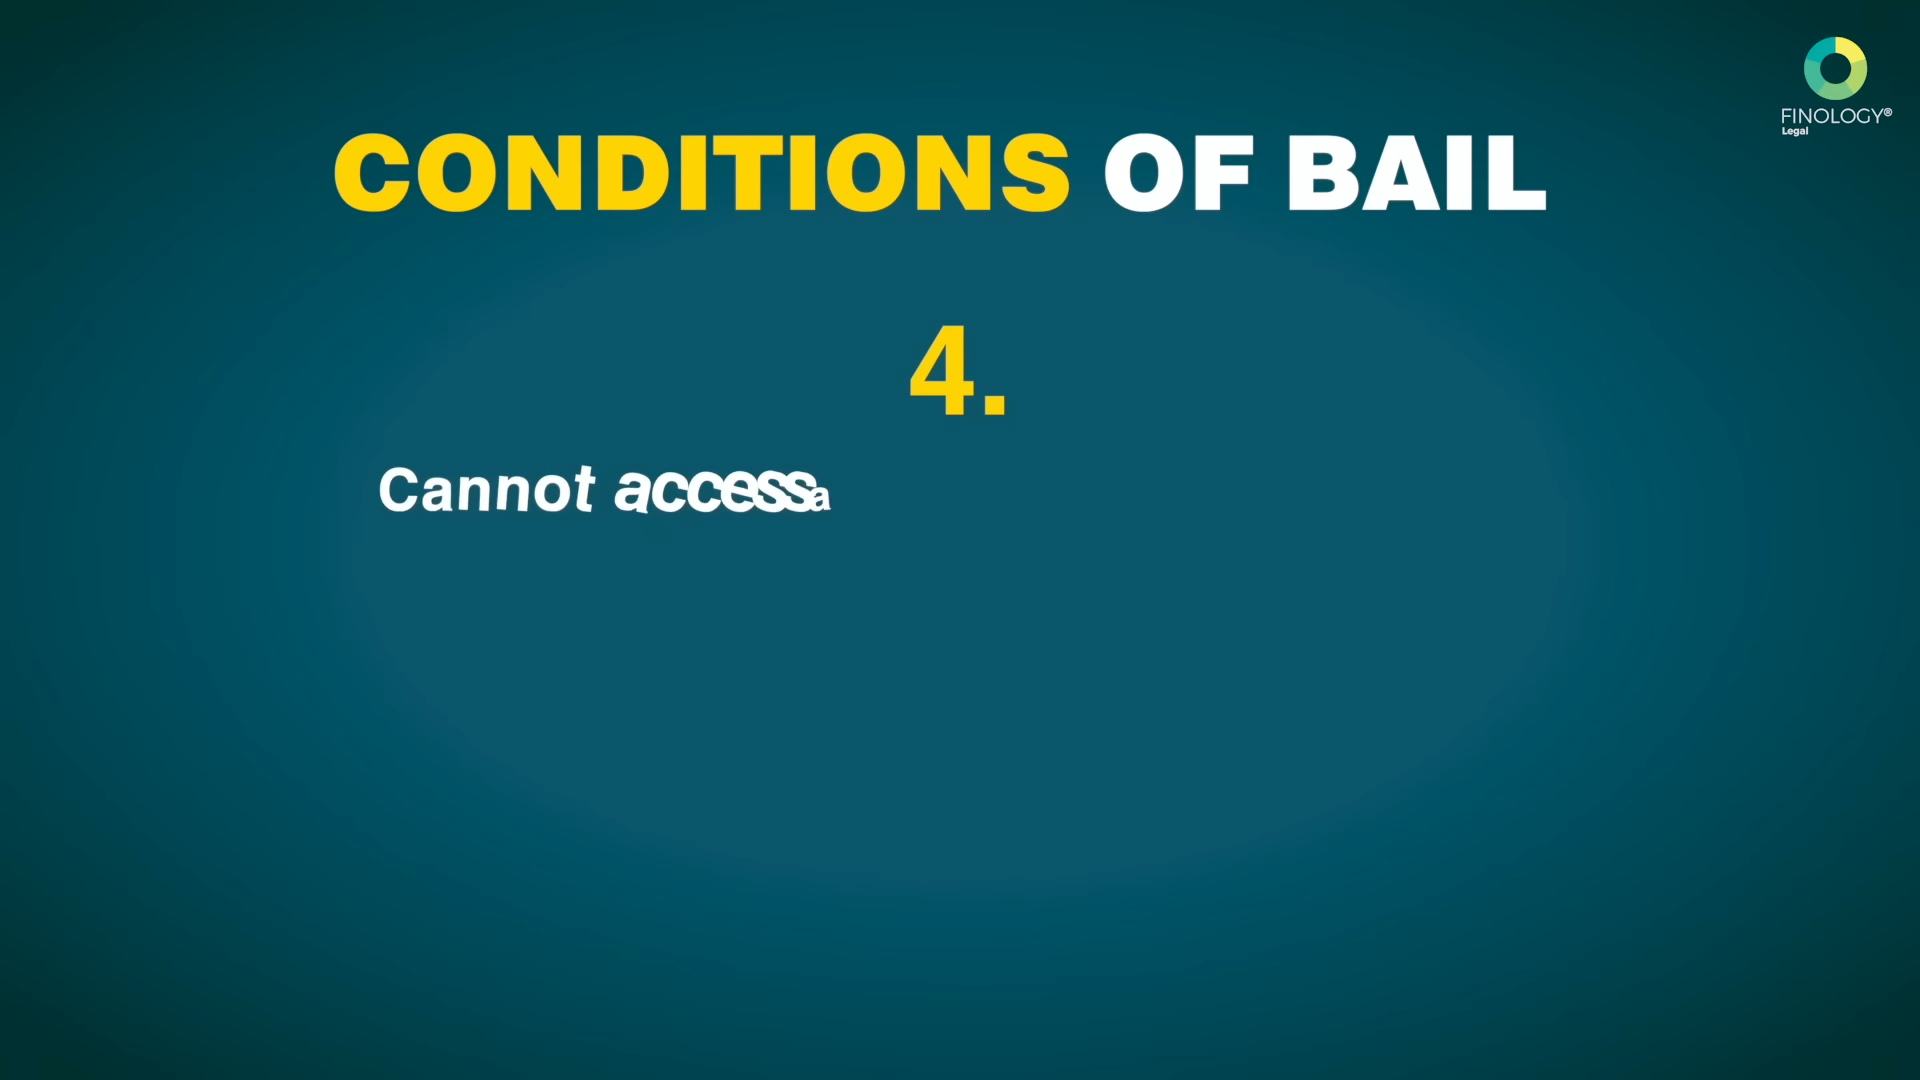 FINOLOGY®
Legal
CONDITIONS OF BAIL
4.
Cannot access a